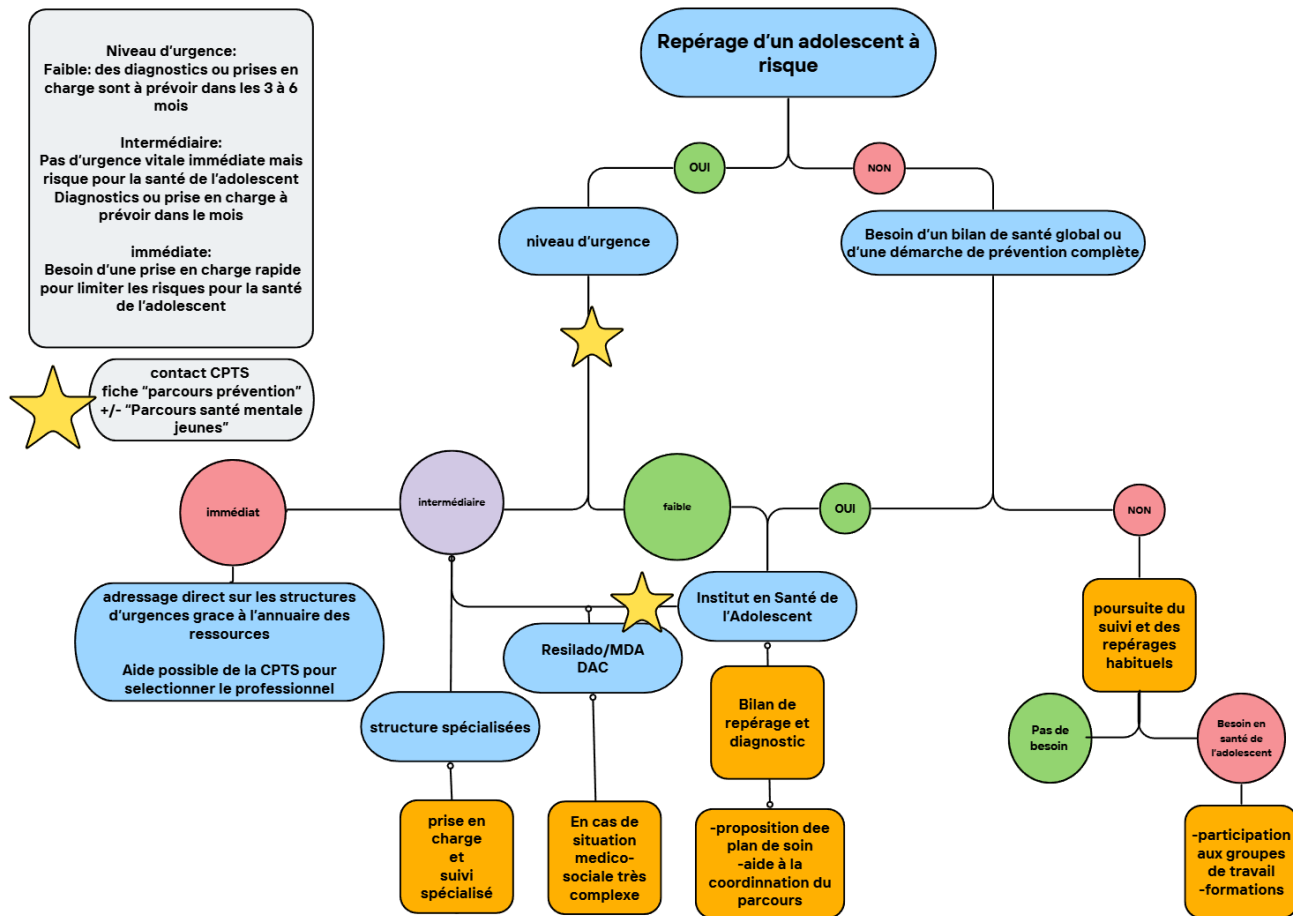 Niveau d'urgence:
Faible: des diagnostics ou prises en
charge sont à prévoir dans les 3 à 6
mois
Intermédiaire:
Pas d'urgence vitale immédiate mais
risque pour la santé de l'adolescent
Diagnostics ou prise en charge à
prévoir dans le mois
immédiate:
Besoin d'une prise en charge rapide
pour limiter les risques pour la santé
de l'adolescent
contact CPTS
fiche "parcours prévention"
+/- "Parcours santé mentale
jeunes"
Repérage d'un adolescent à
risque
OUI
NON
niveau d'urgence
Besoin d'un bilan de santé global ou
d'une démarche de prévention complète
immédiat
intermédiaire
faible
OUI
NON
adressage direct sur les structures
d'urgences grace à l'annuaire des
ressources
Aide possible de la CPTS pour
selectionner le professionnel
structure spécialisées
Resilado/MDA
DAC
Institut en Santé de
l'Adolescent
poursuite du
suivi et des
repérages
habituels
Bilan de
repérage et
diagnostic
Pas de
besoin
Besoin en
santé de
l'adolescent
prise en
charge
et
suivi
spécialisé
En cas de
situation
medico-
sociale très
complexe
-proposition dee
plan de soin
-aide à la
coordinnation du
parcours
-participation
aux groupes
de travail
-formations